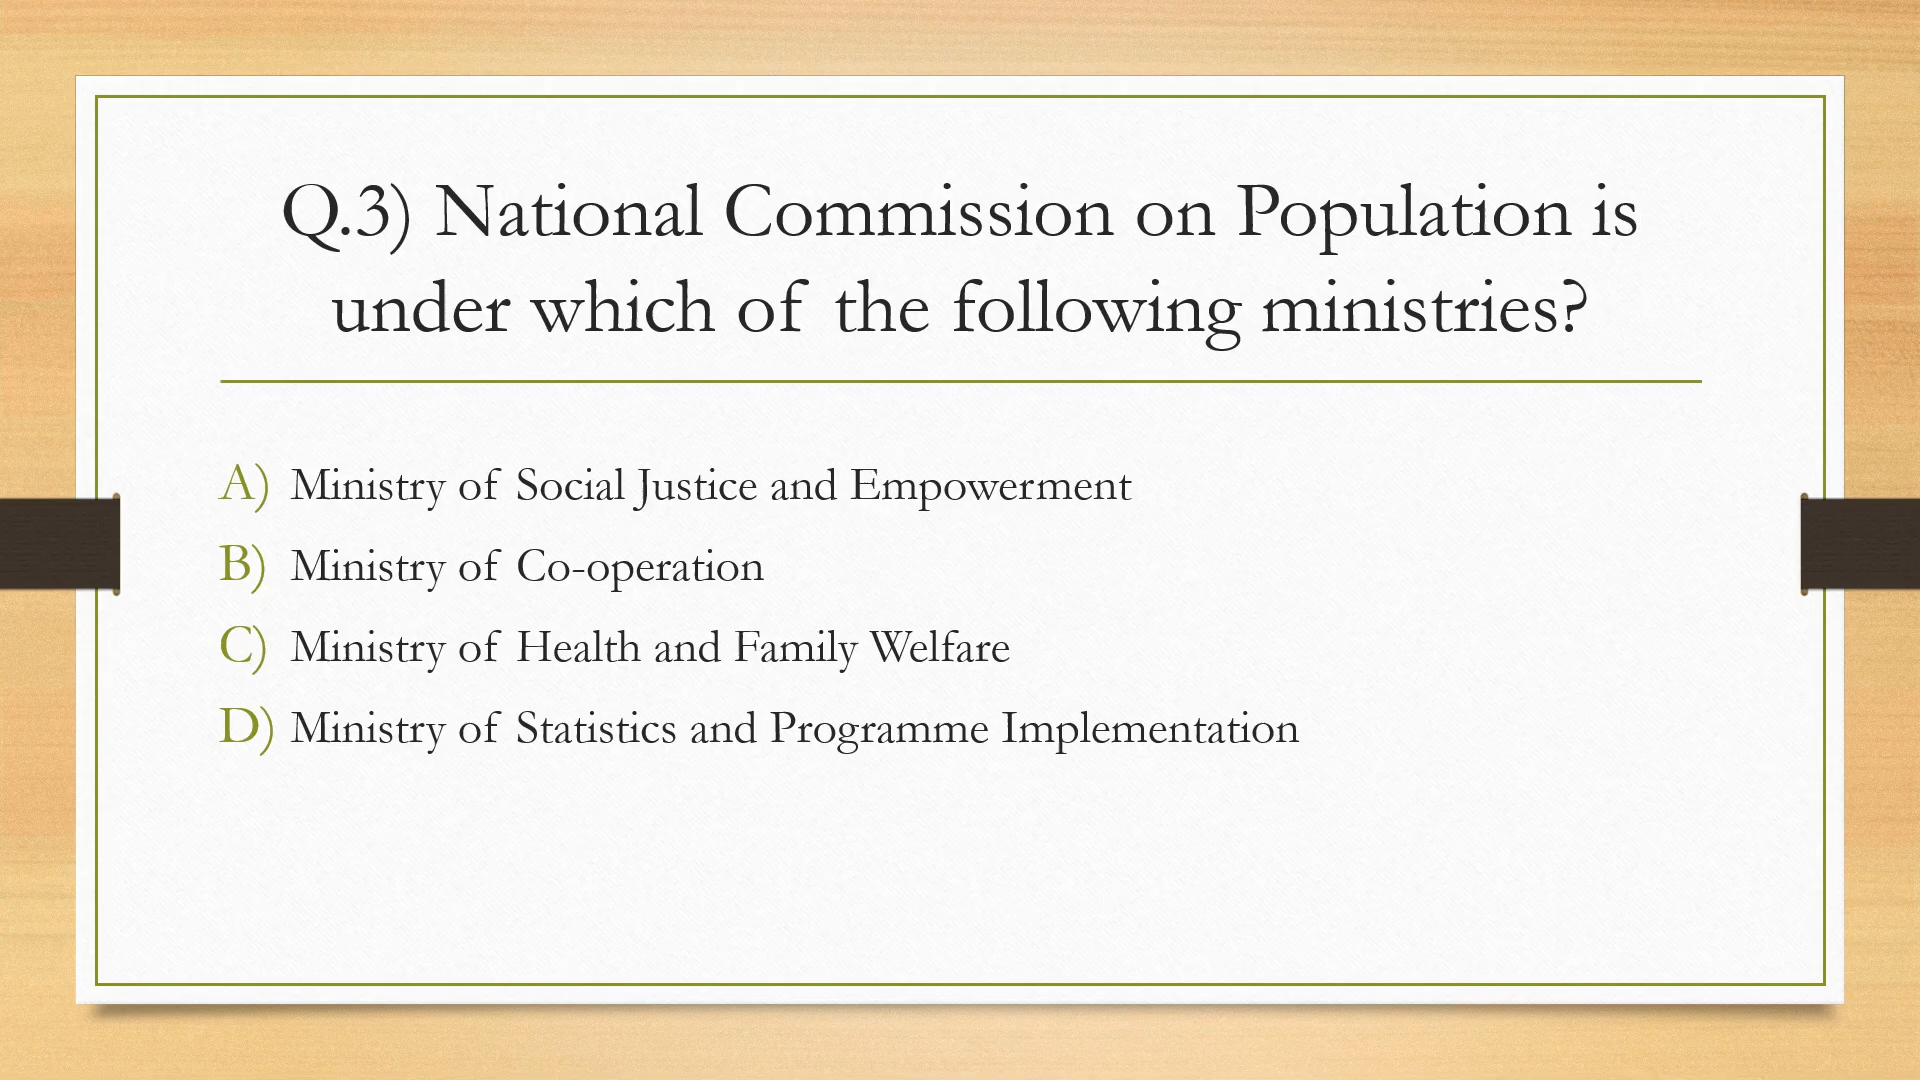 Q.3) National Commission on Population is
under which of the following ministries?
A) Ministry of Social Justice and Empowerment
B) Ministry of Co-operation
C) Ministry of Health and Family Welfare
D) Ministry of Statistics and Programme Implementation